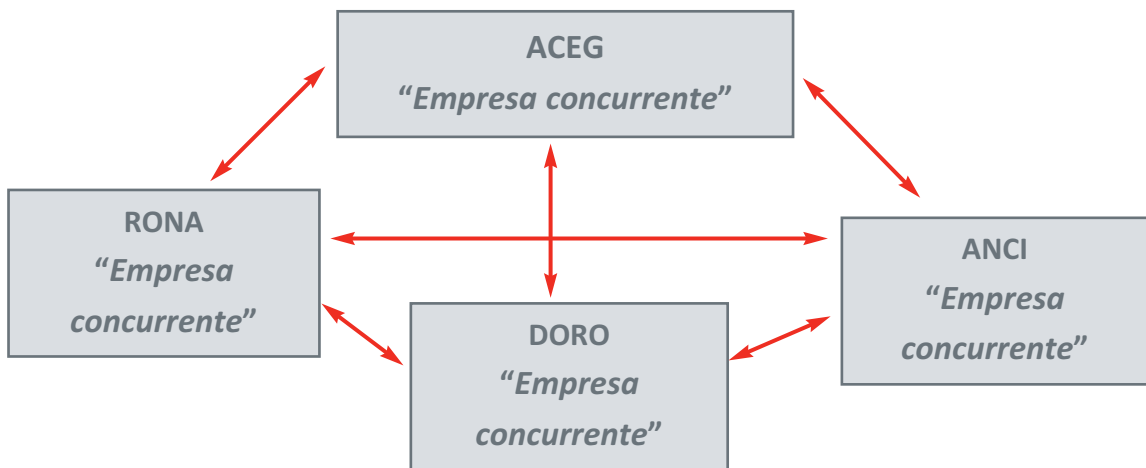 ACEG
“Empresa concurrente”
RONA
“Empresa
concurrente”
ANCI
“Empresa
concurrente”
DORO
“Empresa
concurrente”